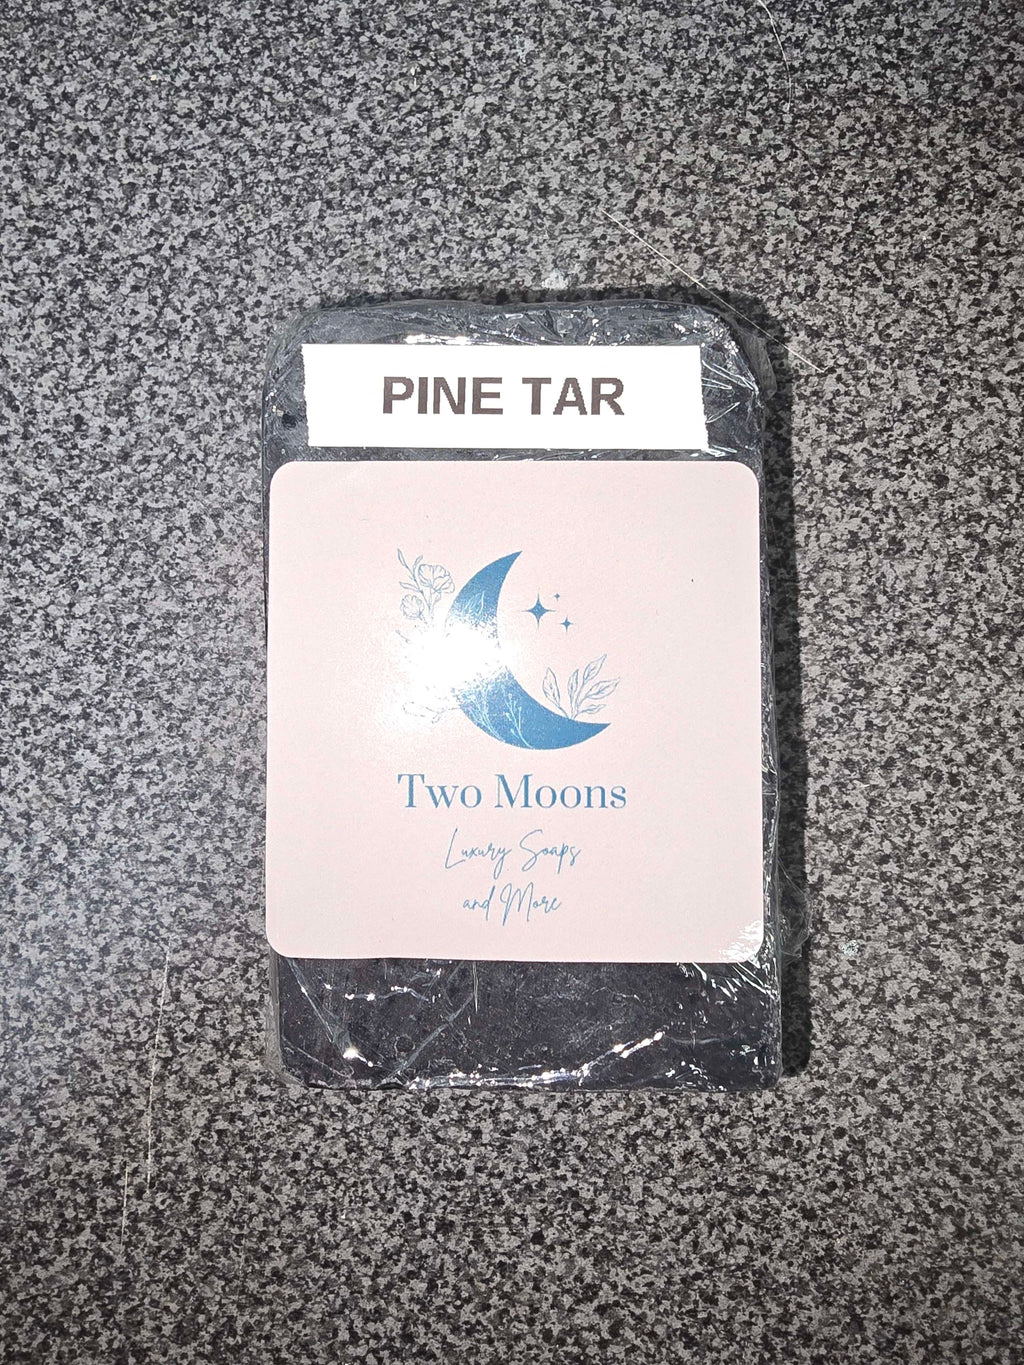 PINE TAR
Two Moons
Luxury Soaps
and More